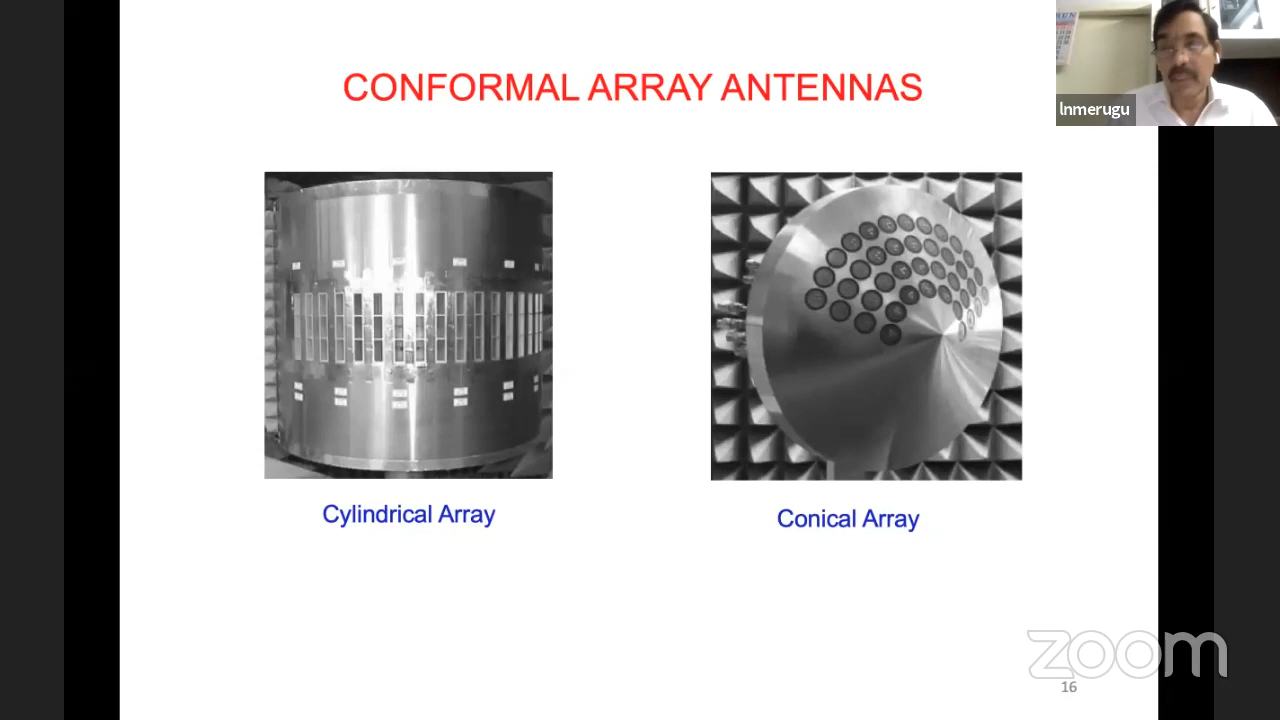 CONFORMAL ARRAY ANTENNAS
lnmerugu
Cylindrical Array
Conical Array
zoom
16